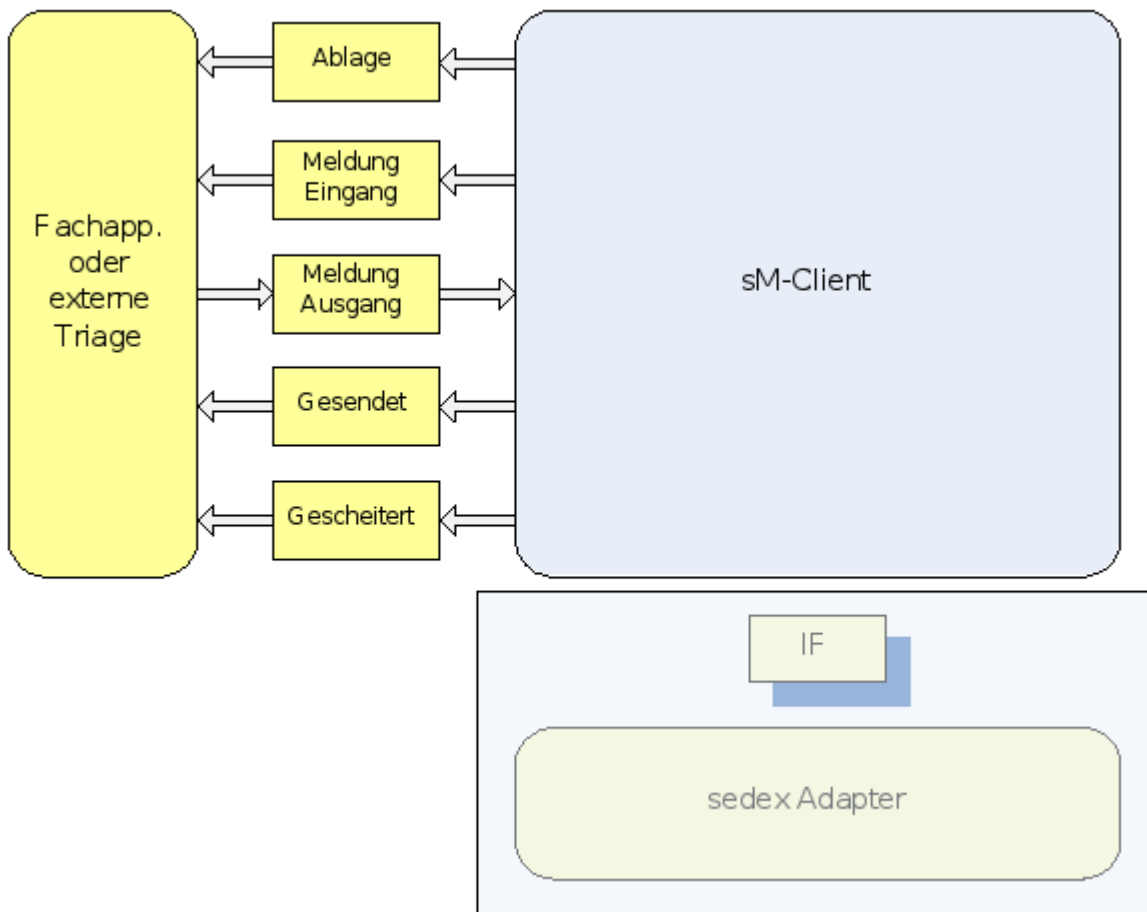 Ablage
Meldung
Eingang
Fachapp.
oder
externe
Triage
Meldung
Ausgang
sM-Client
Gesendet
Gescheitert
IF
sedex Adapter